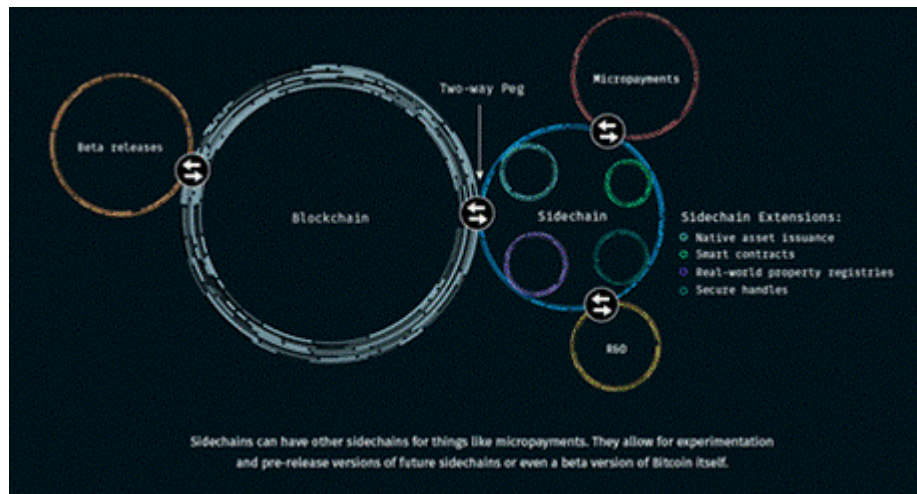 Two-way Peg
Micropayments
Beta releases
Blockchain
Sidechain
Sidechain Extensions:
Native asset issuance
Smart contracts
Real-world property registries
Secure handles
R&D
Sidechains can have other sidechains for things like micropayments. They allow for experimentation
and pre-release versions of future sidechains or even a beta version of Bitcoin itself.